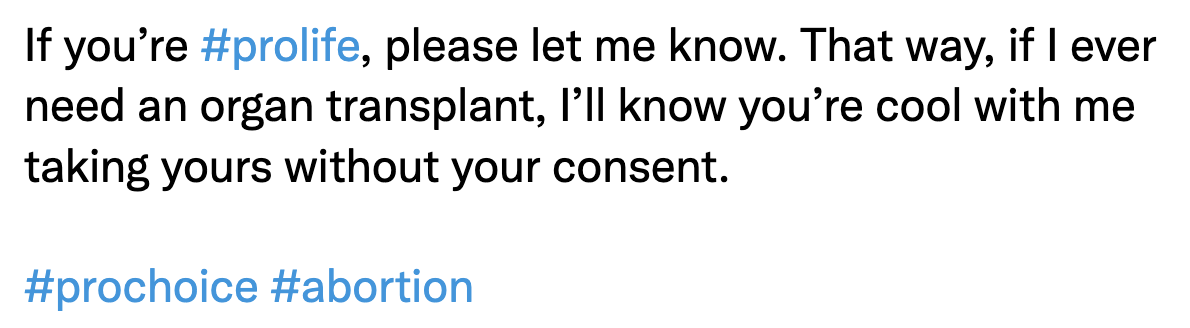 If you’re #prolife, please let me know. That way, if I ever
need an organ transplant, I’ll know you’re cool with me
taking yours without your consent.
#prochoice #abortion